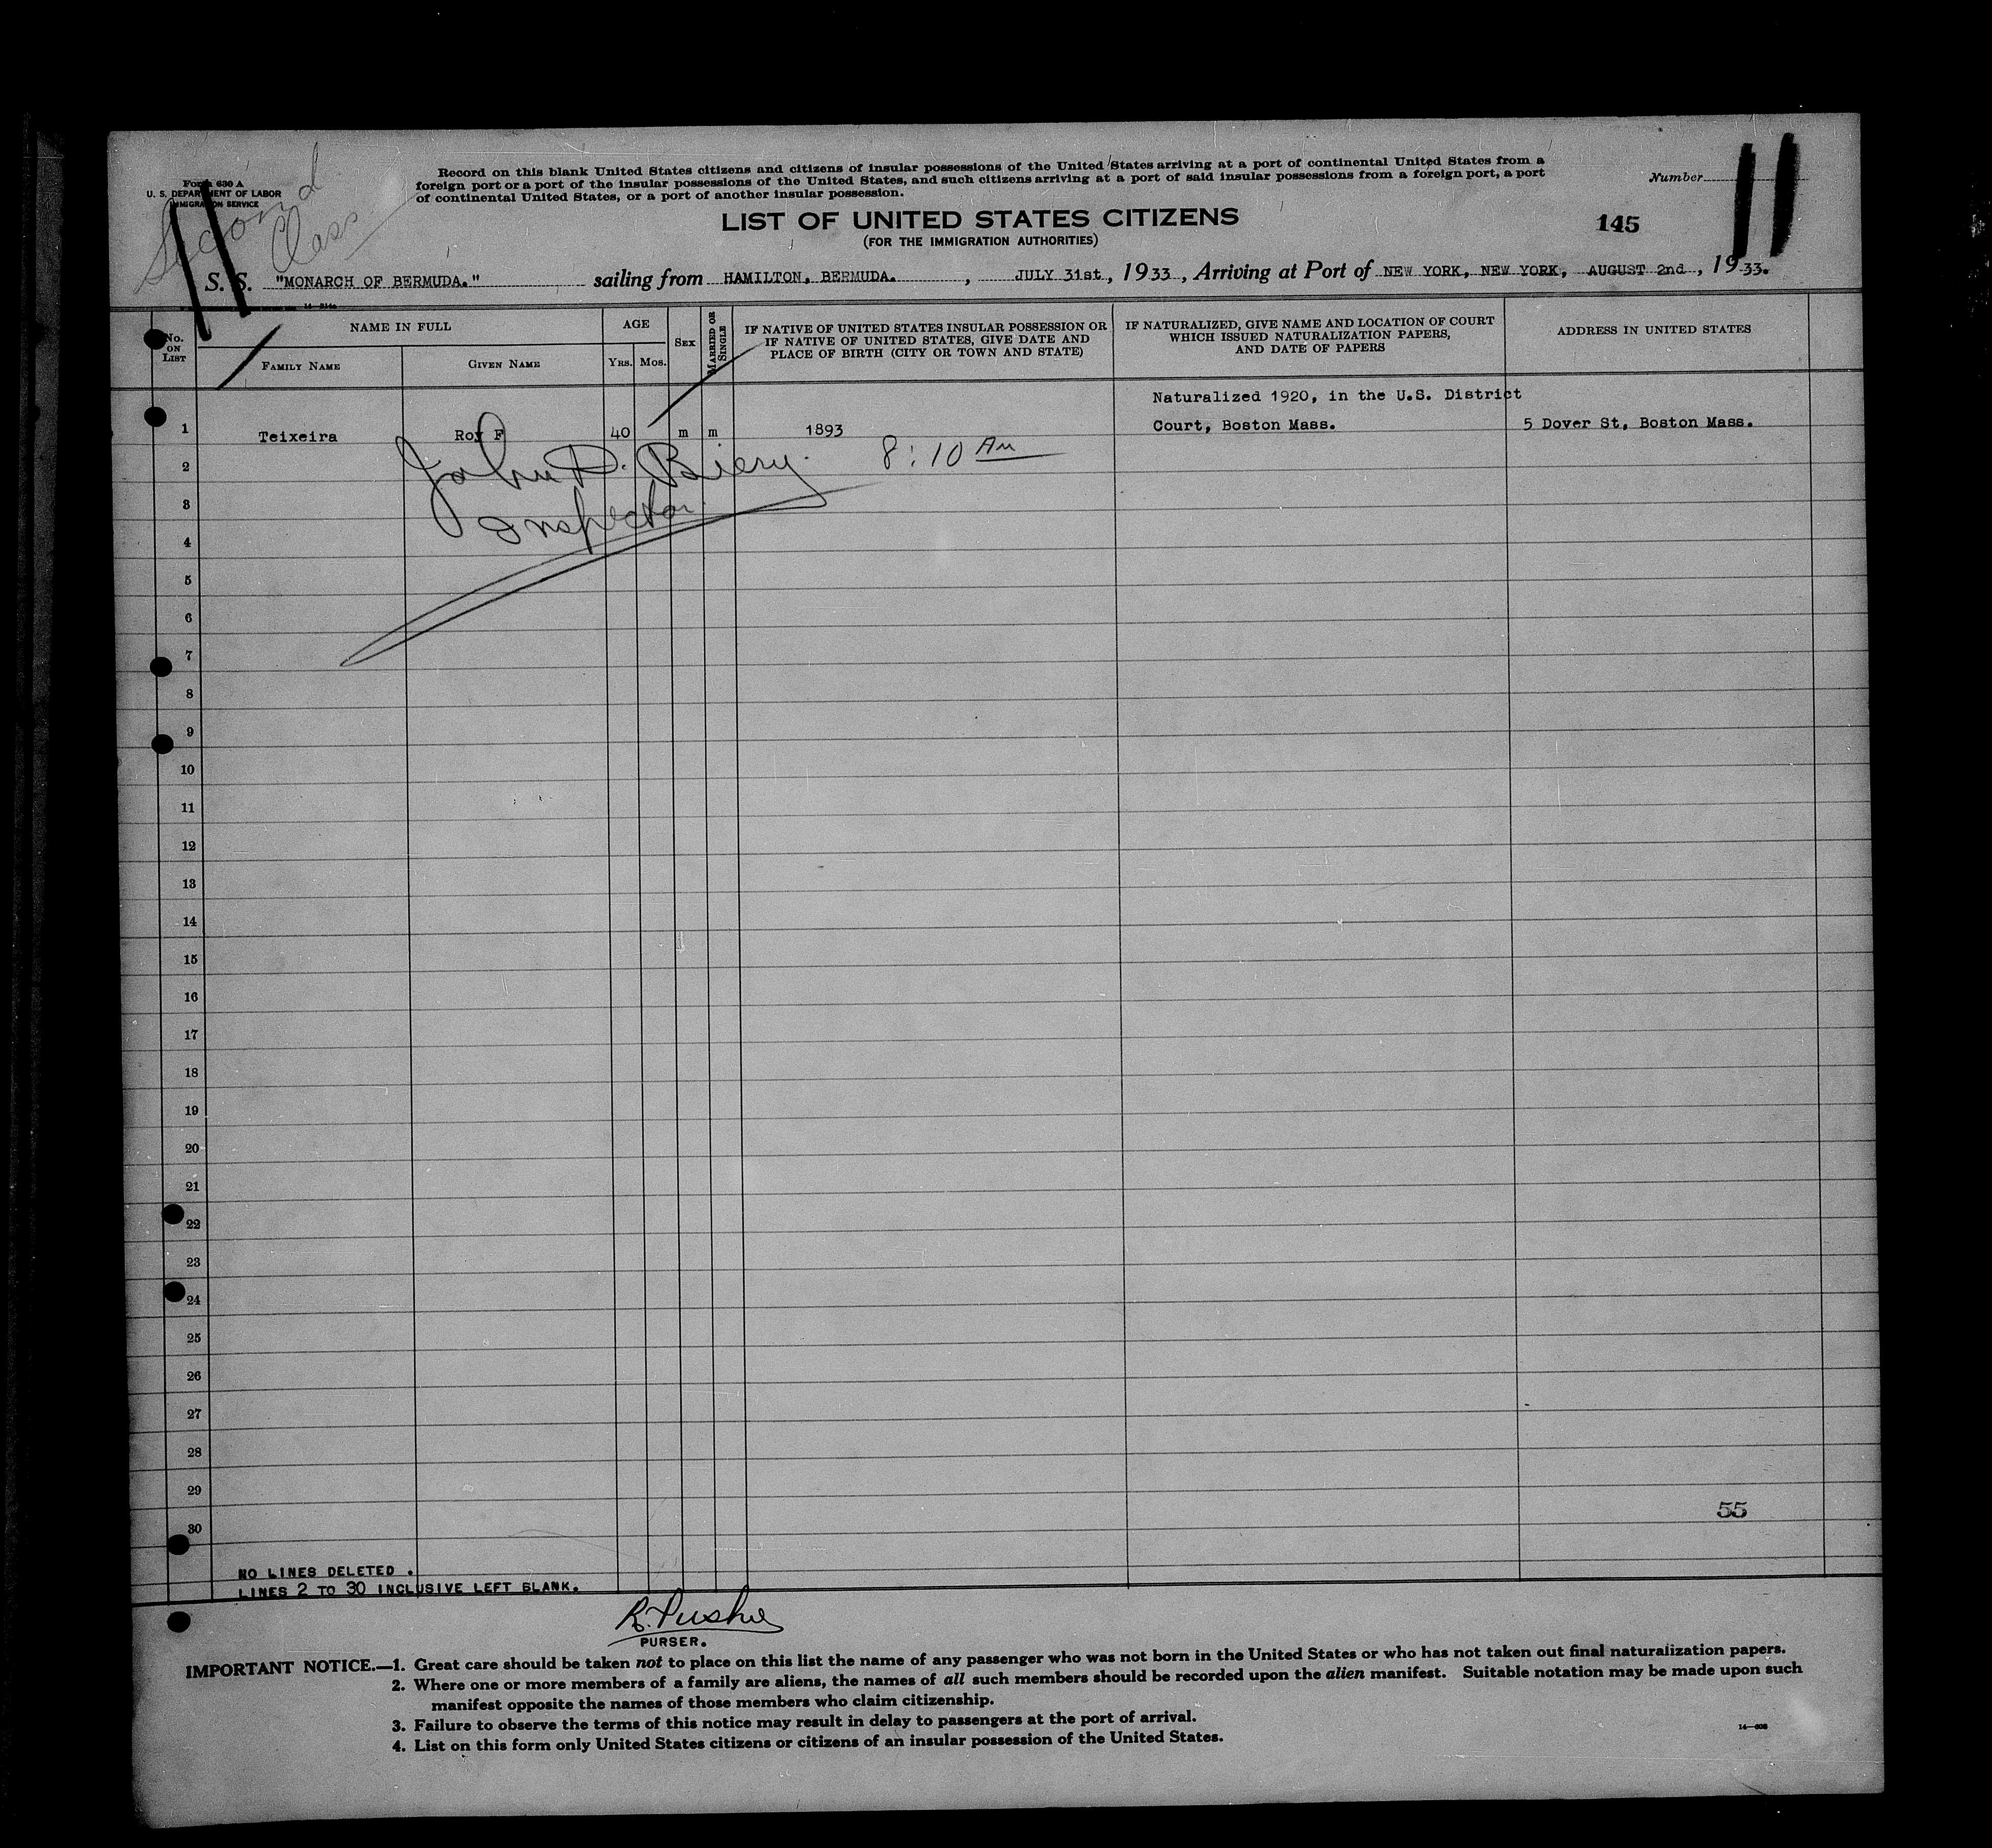 Form 630 A
U. S. DEPARTMENT OF LABOR
IMMIGRATION SERVICE
Second
Class
Record on this blank United States citizens and citizens of insular possessions of the United States arriving at a port of continental United States from a
foreign port or a port of the insular possessions of the United States, and such citizens arriving at a port of said insular possessions from a foreign port, a port
of continental United States, or a port of another insular possession.
Number
11
LIST OF UNITED STATES CITIZENS
145
(FOR THE IMMIGRATION AUTHORITIES)
S. S. "MONARCH OF BERMUDA." sailing from HAMILTON, BERMUDA. , JULY 31st, 1933, Arriving at Port of NEW YORK, NEW YORK, AUGUST 2nd, 1933.
No. ON LIST
NAME IN FULL
FAMILY NAME
GIVEN NAME
AGE
YRS.
MOS.
SEX
MARRIED OR SINGLE
IF NATIVE OF UNITED STATES INSULAR POSSESSION OR
IF NATIVE OF UNITED STATES, GIVE DATE AND
PLACE OF BIRTH (CITY OR TOWN AND STATE)
IF NATURALIZED, GIVE NAME AND LOCATION OF COURT
WHICH ISSUED NATURALIZATION PAPERS,
AND DATE OF PAPERS
ADDRESS IN UNITED STATES
Naturalized 1920, in the U.S. District
1 Teixeira Roy F 40 m m 1893 Court, Boston Mass. 5 Dover St, Boston Mass.
John D. Biery 8:10 AM
Inspector
2
3
4
5
6
7
8
9
10
11
12
13
14
15
16
17
18
19
20
21
22
23
24
25
26
27
28
29
55
30
NO LINES DELETED .
LINES 2 TO 30 INCLUSIVE LEFT BLANK.
PURSER.
IMPORTANT NOTICE.—1. Great care should be taken not to place on this list the name of any passenger who was not born in the United States or who has not taken out final naturalization papers.
2. Where one or more members of a family are aliens, the names of all such members should be recorded upon the alien manifest. Suitable notation may be made upon such
manifest opposite the names of those members who claim citizenship.
3. Failure to observe the terms of this notice may result in delay to passengers at the port of arrival.
4. List on this form only United States citizens or citizens of an insular possession of the United States.